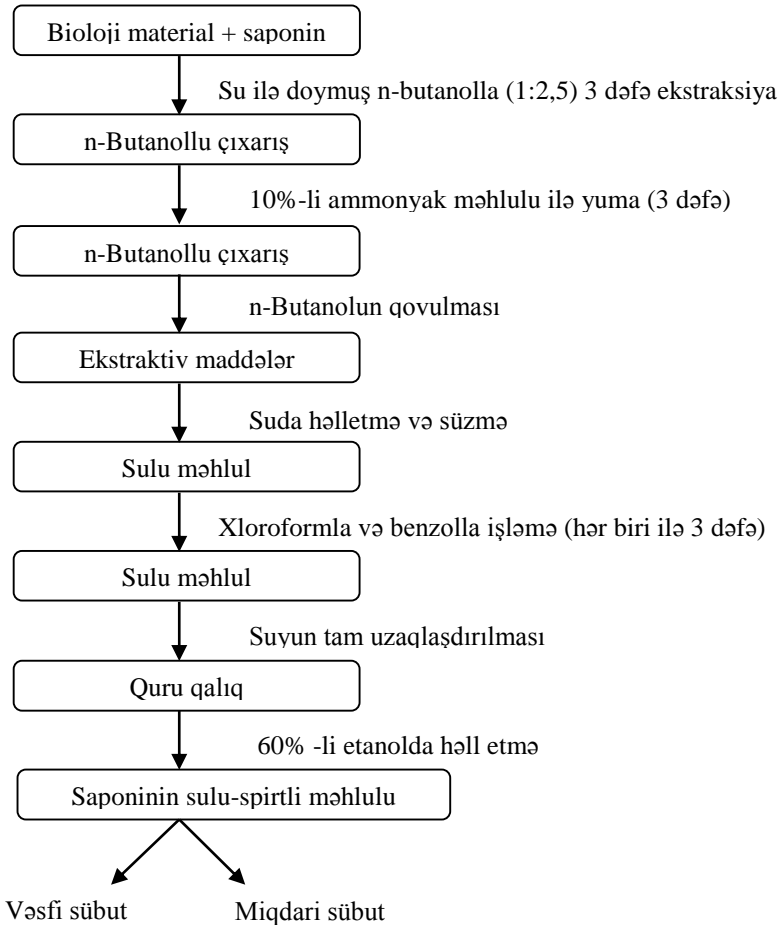 Bioloji material + saponin
Su ilə doymuş n-butanolla (1:2,5) 3 dəfə ekstraksiya
n-Butanollu çıxarış
10%-li ammonyak məhlulu ilə yuma (3 dəfə)
n-Butanollu çıxarış
n-Butanolun qovulması
Ekstraktiv maddələr
Suda həlletmə və süzmə
Sulu məhlul
Xloroformla və benzolla işləmə (hər biri ilə 3 dəfə)
Sulu məhlul
Suyun tam uzaqlaşdırılması
Quru qalıq
60% -li etanolda həll etmə
Saponinin sulu-spirtli məhlulu
Vəsfi sübut Miqdari sübut